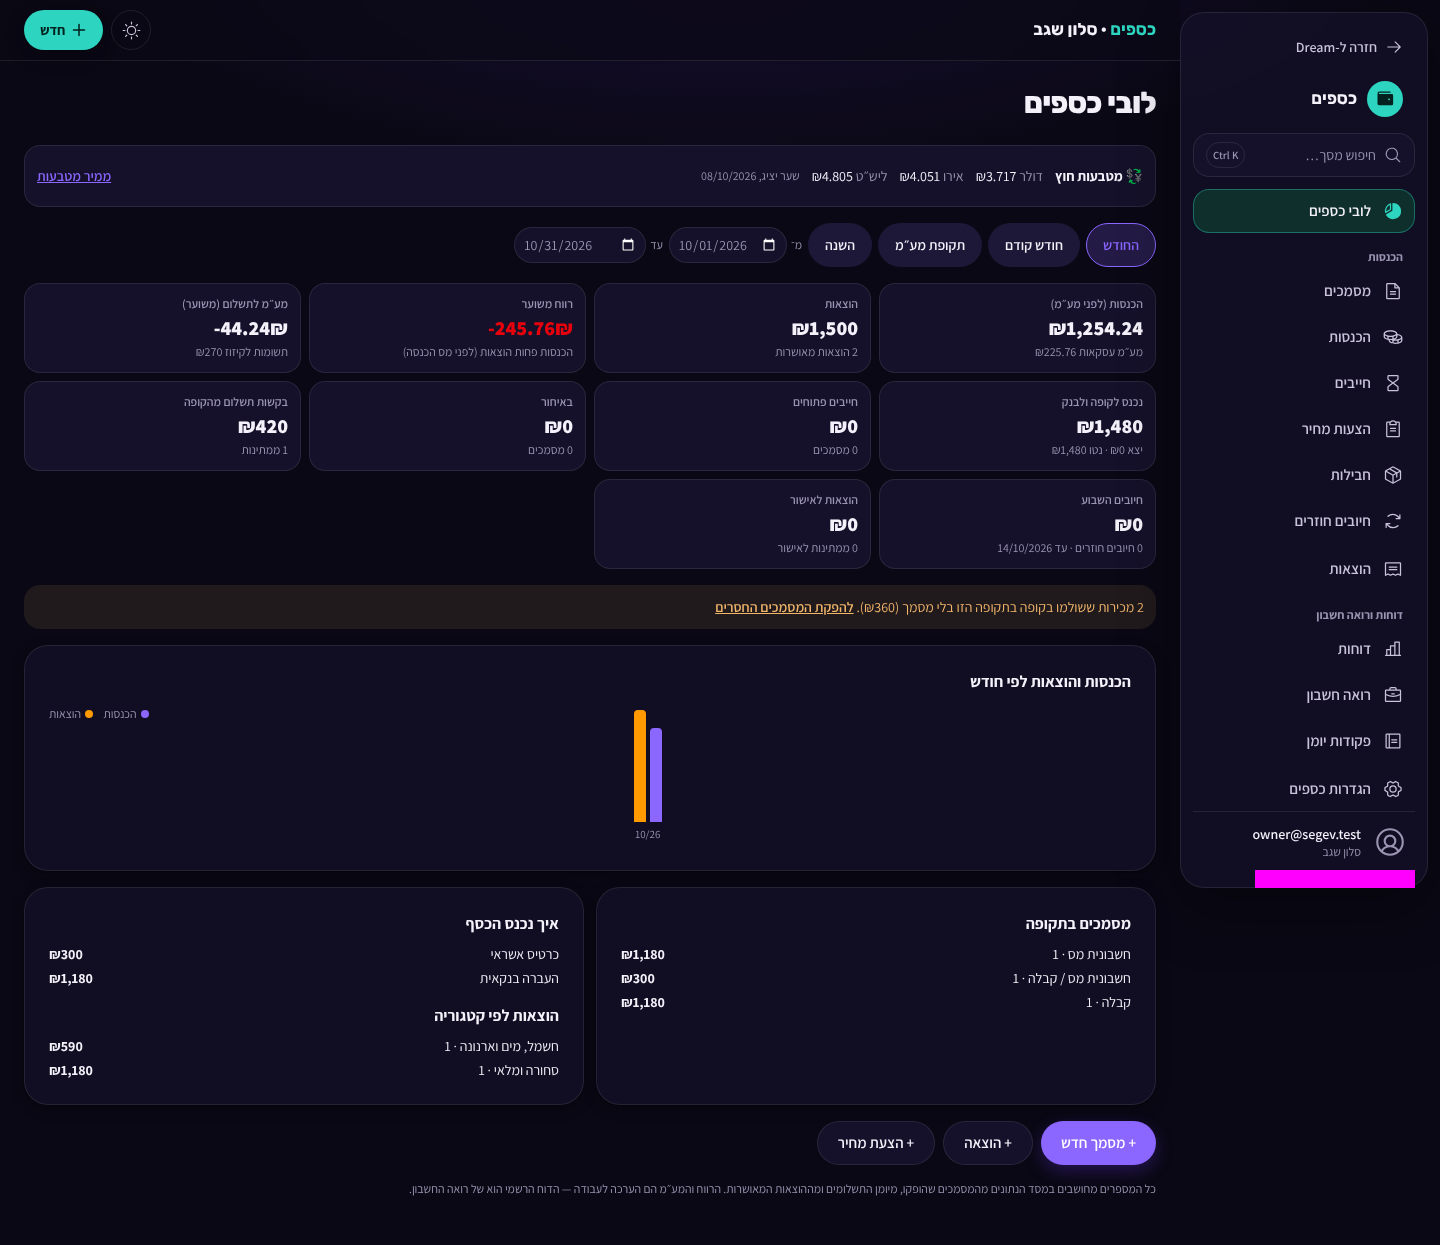 חזרה ל-Dream
כספים
חיפוש מסך…
Ctrl K
לובי כספים
הכנסות
מסמכים
הכנסות
חייבים
הצעות מחיר
חבילות
חיובים חוזרים
הוצאות
דוחות ורואה חשבון
דוחות
רואה חשבון
פקודות יומן
הגדרות כספים
owner@segev.test
סלון שגב
כספים • סלון שגב
+ חדש
לובי כספים
💱 מטבעות חוץ דולר ₪3.717 אירו ₪4.051 ליש״ט ₪4.805 שער יציג, 08/10/2026 ממיר מטבעות
החודש חודש קודם תקופת מע״מ השנה מ־ 10/01/2026 עד 10/31/2026
הכנסות (לפני מע״מ)
₪1,254.24
מע״מ עסקאות ₪225.76
הוצאות
₪1,500
2 הוצאות מאושרות
רווח משוער
-245.76₪
הכנסות פחות הוצאות (לפני מס הכנסה)
מע״מ לתשלום (משוער)
-44.24₪
תשומות לקיזוז ₪270
נכנס לקופה ולבנק
₪1,480
יצא ₪0 · נטו ₪1,480
חייבים פתוחים
₪0
0 מסמכים
באיחור
₪0
0 מסמכים
בקשות תשלום מהקופה
₪420
1 ממתינות
חיובים השבוע
₪0
0 חיובים חוזרים · עד 14/10/2026
הוצאות לאישור
₪0
0 ממתינות לאישור
2 מכירות ששולמו בקופה בתקופה הזו בלי מסמך (₪360). להפקת המסמכים החסרים
הכנסות והוצאות לפי חודש
הכנסות הוצאות
10/26
מסמכים בתקופה
חשבונית מס · 1 ₪1,180
חשבונית מס / קבלה · 1 ₪300
קבלה · 1 ₪1,180
איך נכנס הכסף
כרטיס אשראי ₪300
העברה בנקאית ₪1,180
הוצאות לפי קטגוריה
חשמל, מים וארנונה · 1 ₪590
סחורה ומלאי · 1 ₪1,180
+ מסמך חדש
+ הוצאה
+ הצעת מחיר
כל המספרים מחושבים במסד הנתונים מהמסמכים שהופקו, מיומן התשלומים ומההוצאות המאושרות. הרווח והמע״מ הם הערכה לעבודה — הדוח הרשמי הוא של רואה החשבון.